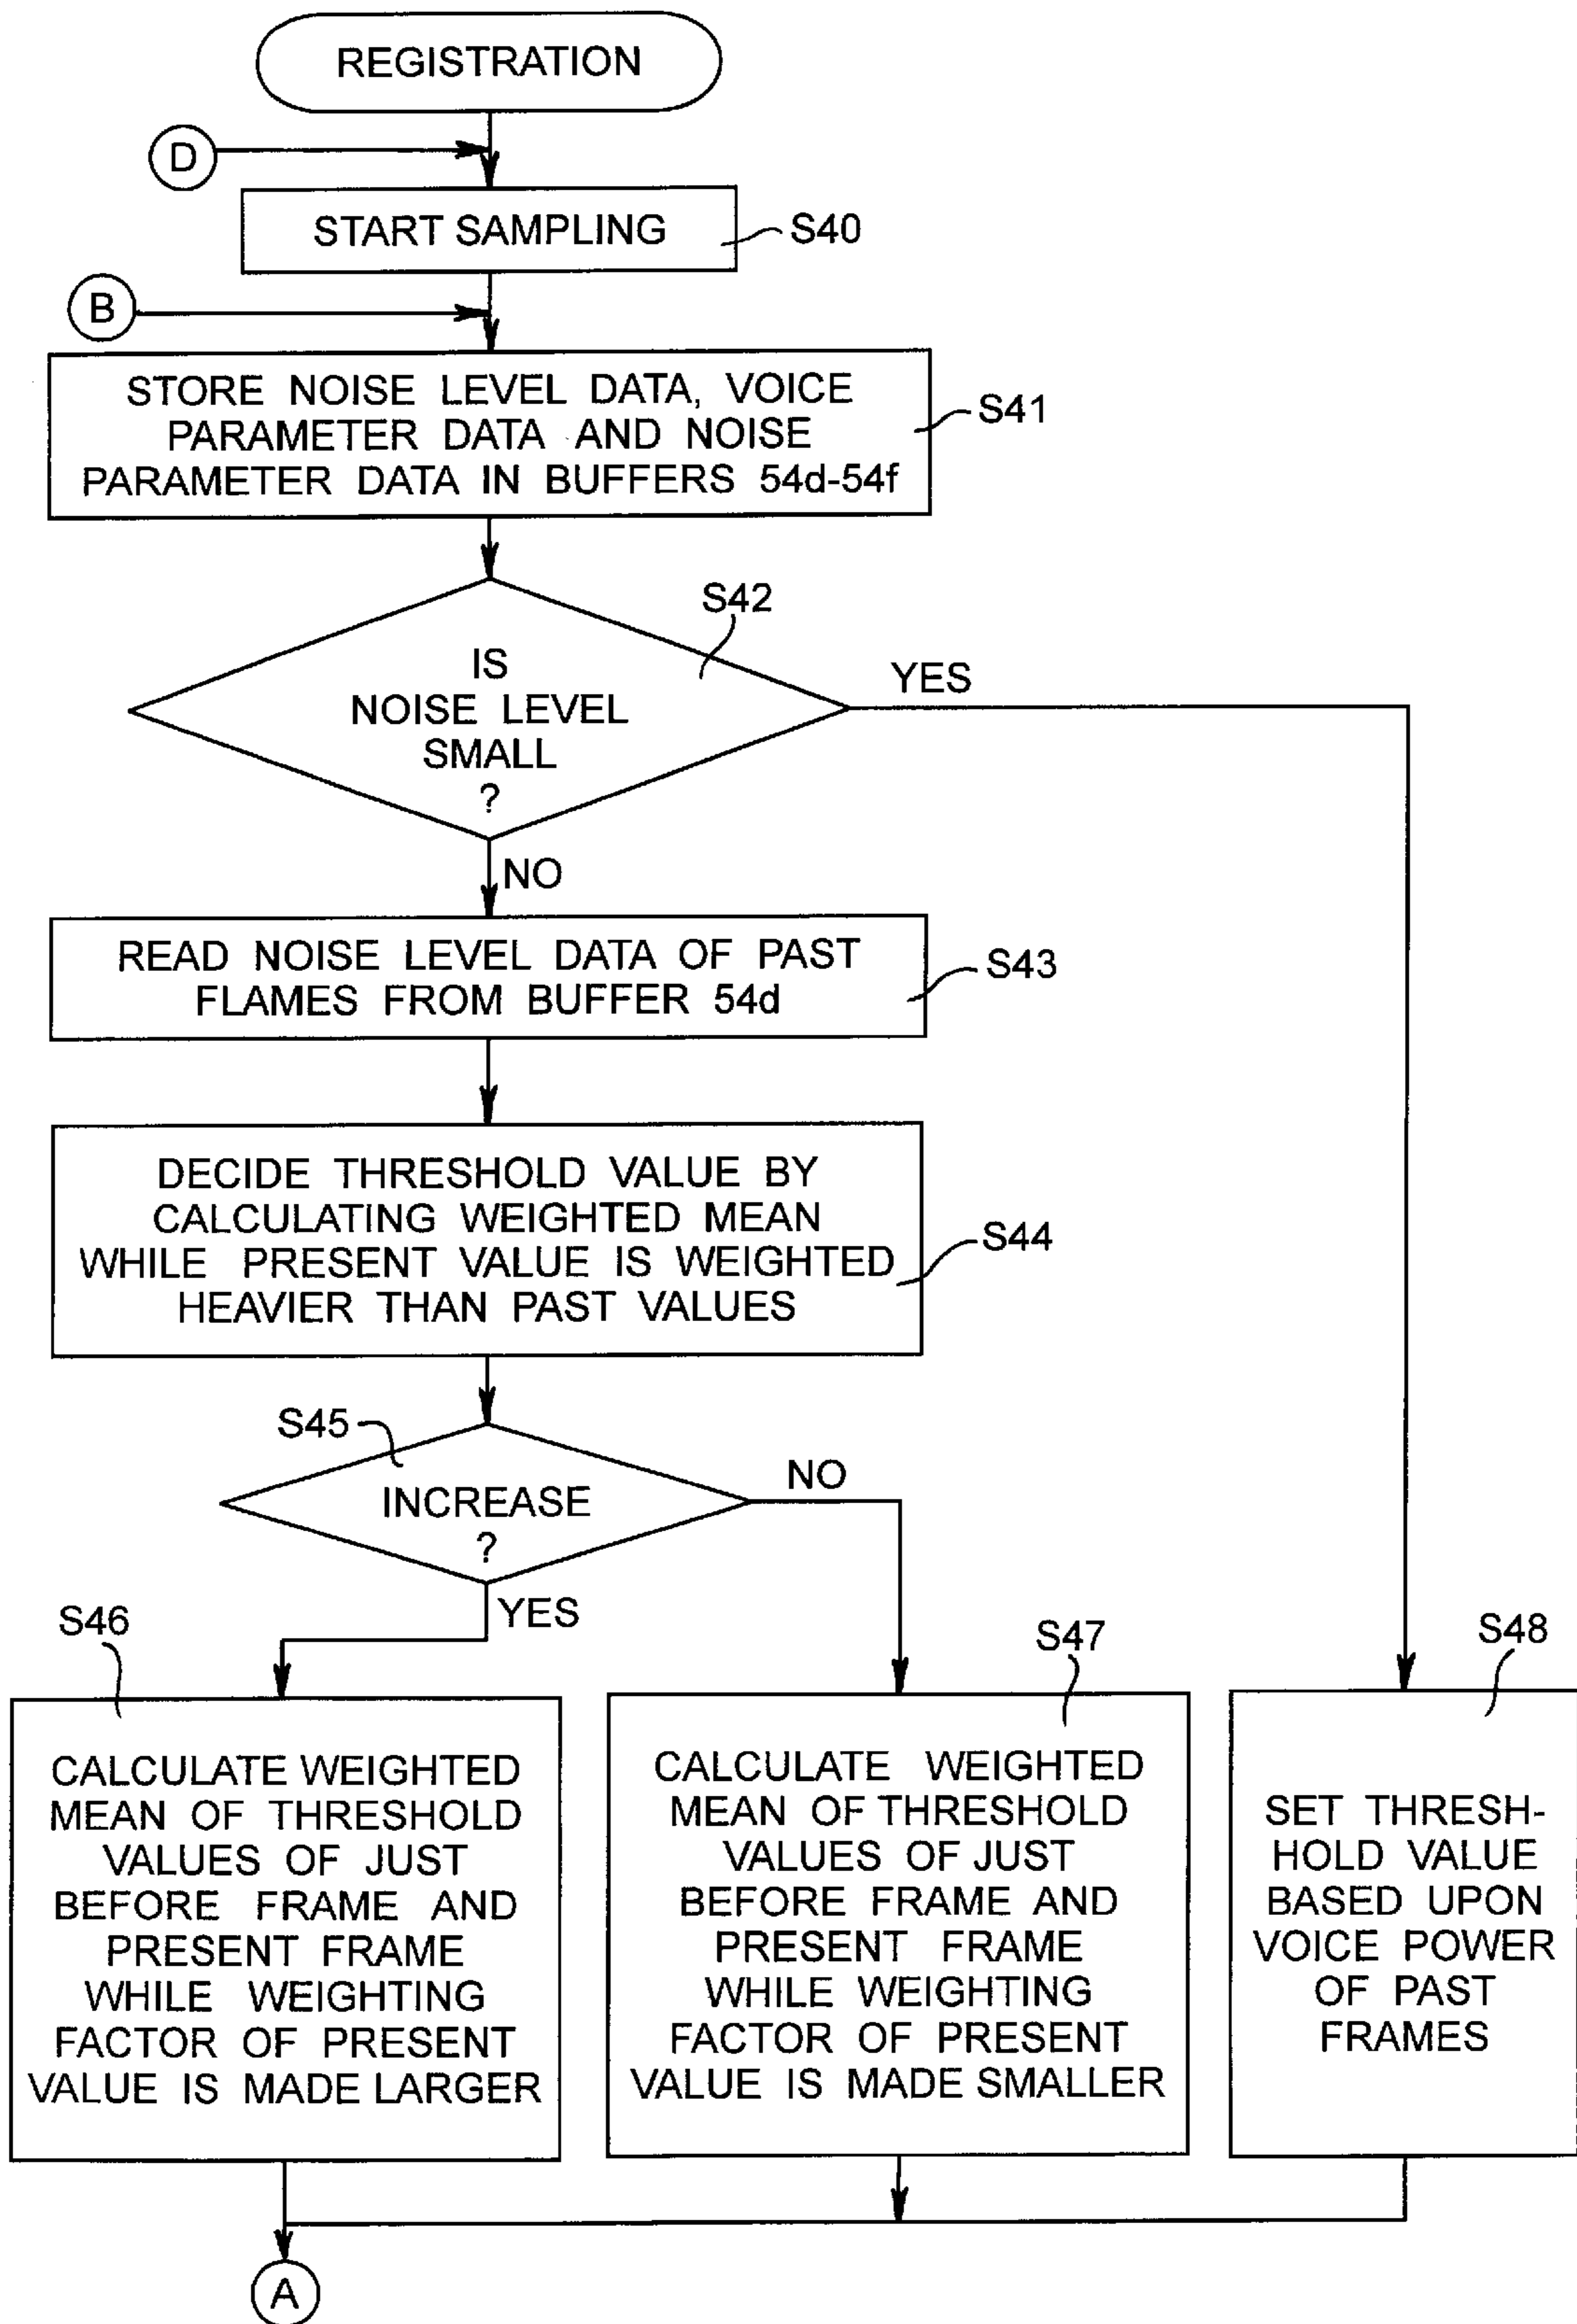 REGISTRATION
D
START SAMPLING
S40
B
STORE NOISE LEVEL DATA, VOICE
PARAMETER DATA AND NOISE
PARAMETER DATA IN BUFFERS 54d-54f
S41
S42
IS
NOISE LEVEL
SMALL
?
YES
NO
READ NOISE LEVEL DATA OF PAST
FLAMES FROM BUFFER 54d
S43
DECIDE THRESHOLD VALUE BY
CALCULATING WEIGHTED MEAN
WHILE PRESENT VALUE IS WEIGHTED
HEAVIER THAN PAST VALUES
S44
S45
INCREASE
?
NO
YES
S46
CALCULATE WEIGHTED
MEAN OF THRESHOLD
VALUES OF JUST
BEFORE FRAME AND
PRESENT FRAME
WHILE WEIGHTING
FACTOR OF PRESENT
VALUE IS MADE LARGER
S47
CALCULATE WEIGHTED
MEAN OF THRESHOLD
VALUES OF JUST
BEFORE FRAME AND
PRESENT FRAME
WHILE WEIGHTING
FACTOR OF PRESENT
VALUE IS MADE SMALLER
S48
SET THRESH-
HOLD VALUE
BASED UPON
VOICE POWER
OF PAST
FRAMES
A